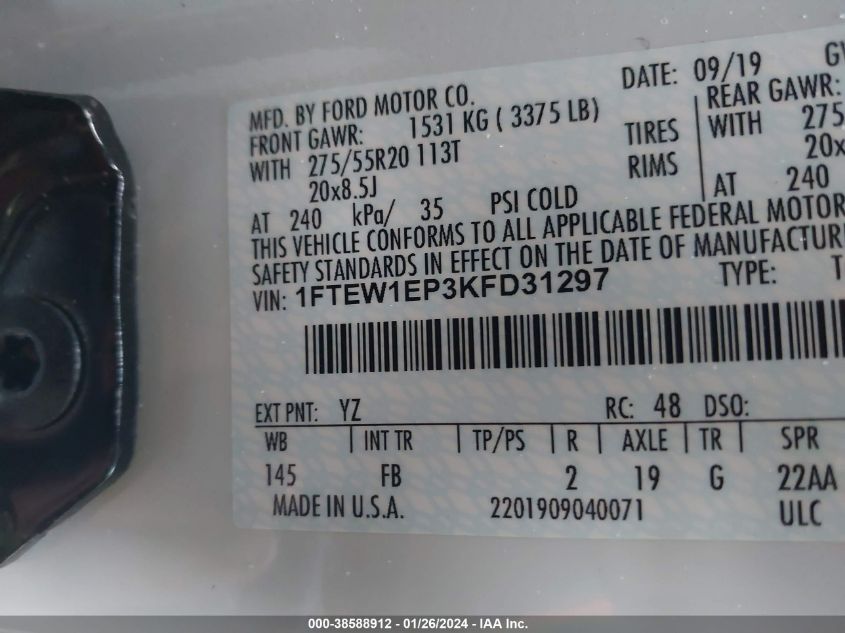 MFD. BY FORD MOTOR CO.
DATE: 09/19
FRONT GAWR: 1531 KG ( 3375 LB)
REAR GAWR:
WITH 275/55R20 113T TIRES
WITH 275
20x8.5J RIMS
20x
AT 240 kPa/ 35 PSI COLD
AT 240
THIS VEHICLE CONFORMS TO ALL APPLICABLE FEDERAL MOTOR
SAFETY STANDARDS IN EFFECT ON THE DATE OF MANUFACTUR
VIN: 1FTEW1EP3KFD31297 TYPE: T
EXT PNT: YZ RC: 48 DSO:
WB INT TR TP/PS R AXLE TR SPR
145 FB 2 19 G 22AA
MADE IN U.S.A. 2201909040071 ULC
000-38588912 - 01/26/2024 - IAA Inc.